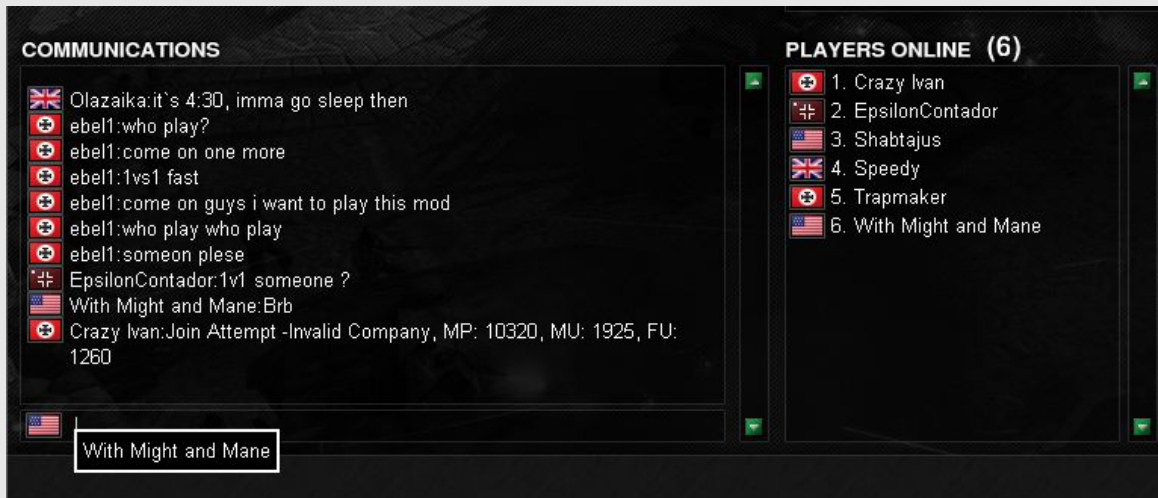 COMMUNICATIONS
Olazaika:it`s 4:30, imma go sleep then
ebel1:who play?
ebel1:come on one more
ebel1:1vs1 fast
ebel1:come on guys i want to play this mod
ebel1:who play who play
ebel1:someon plese
EpsilonContador:1v1 someone ?
With Might and Mane:Brb
Crazy Ivan:Join Attempt -Invalid Company, MP: 10320, MU: 1925, FU:
1260
With Might and Mane
PLAYERS ONLINE (6)
1. Crazy Ivan
2. EpsilonContador
3. Shabtajus
4. Speedy
5. Trapmaker
6. With Might and Mane